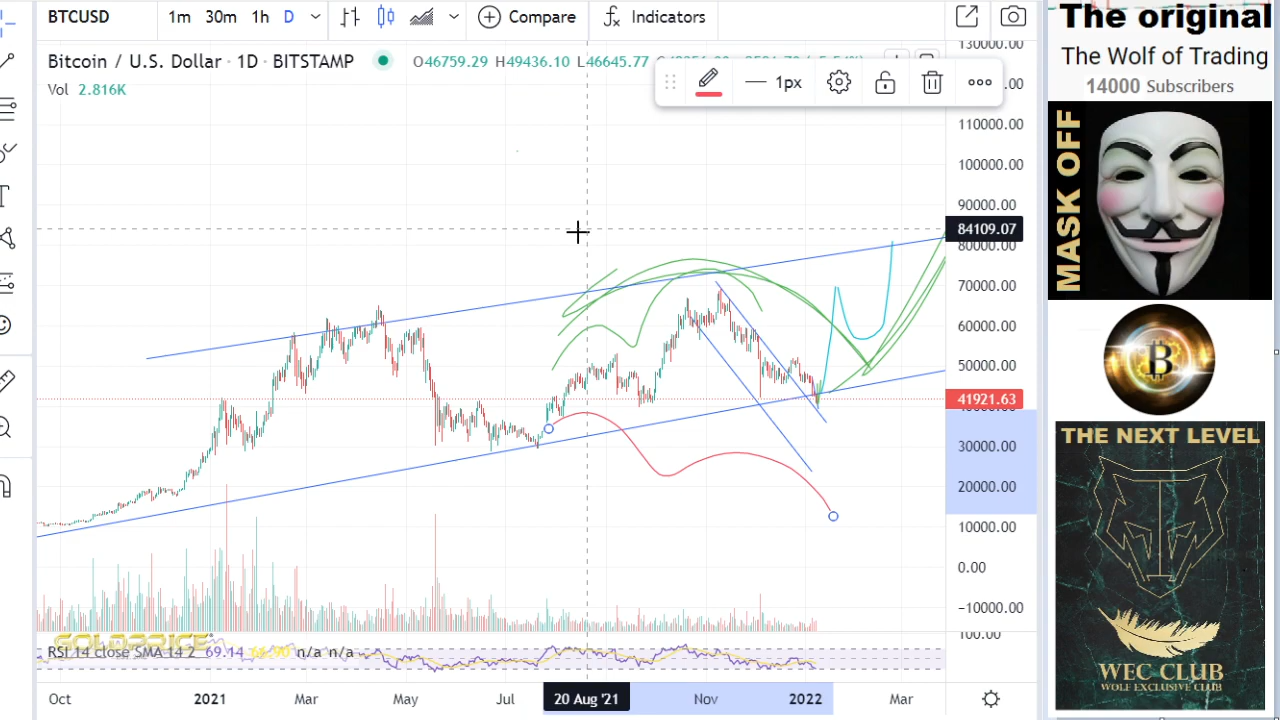 BTCUSD
1m 30m 1h D
Compare
Indicators
Bitcoin / U.S. Dollar · 1D · BITSTAMP
O46759.29 H49436.10 L46645.77
Vol 2.816K
1px
130000.00
110000.00
100000.00
90000.00
84109.07
80000.00
70000.00
60000.00
50000.00
41921.63
30000.00
20000.00
10000.00
0.00
−10000.00
100.00
GOLDPRICE
RSI 14 close SMA 14 2 69.14 n/a n/a
Oct 2021 Mar May Jul 20 Aug '21 Nov 2022 Mar
The original
The Wolf of Trading
14000 Subscribers
MASK OFF
THE NEXT LEVEL
WEC CLUB
WOLF EXCLUSIVE CLUB